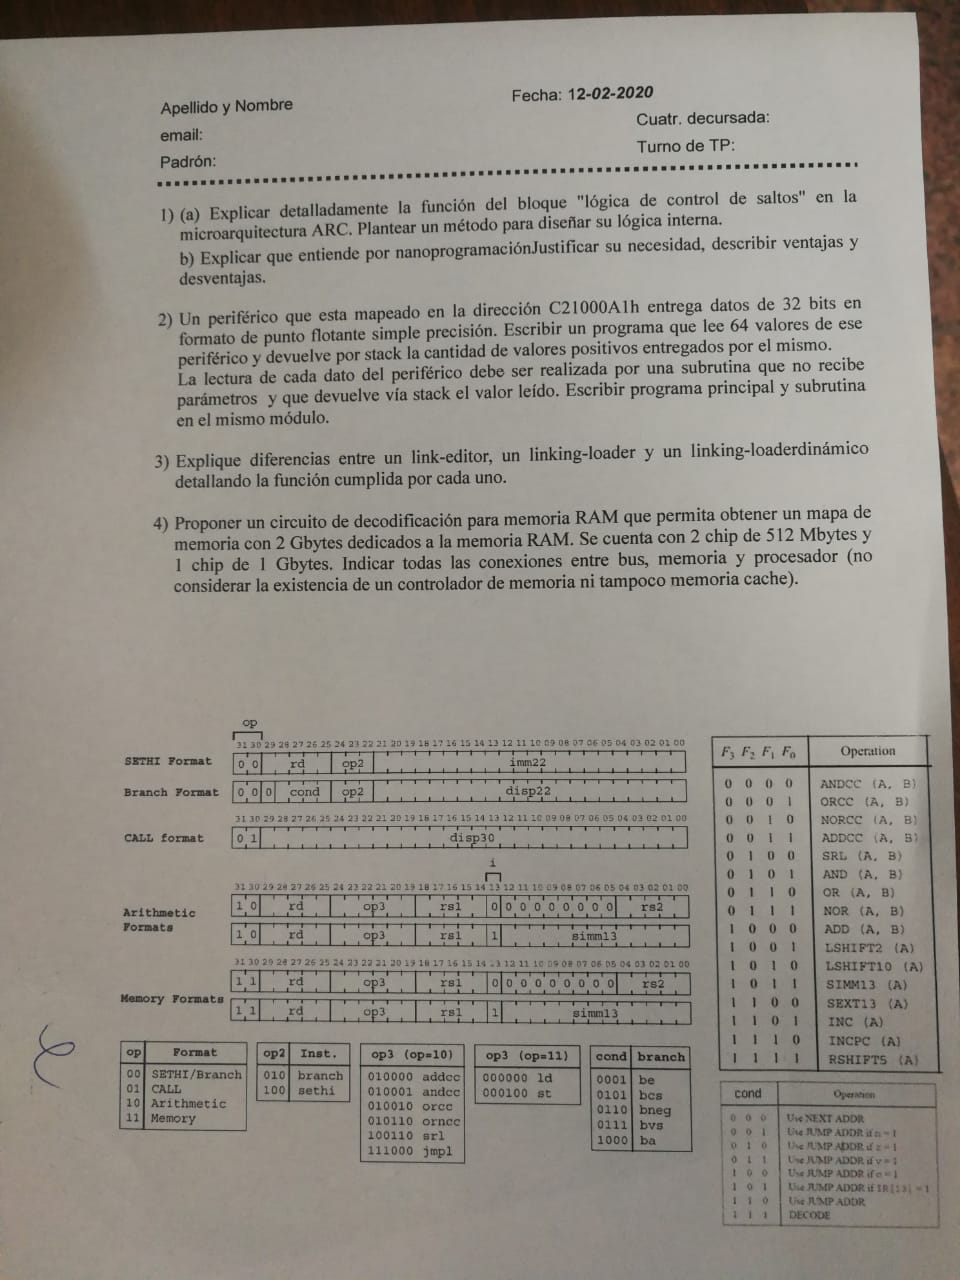 Apellido y Nombre
Fecha: 12-02-2020
email:
Cuatr. decursada:
Padrón:
Turno de TP:
1) (a) Explicar detalladamente la función del bloque "lógica de control de saltos" en la
microarquitectura ARC. Plantear un método para diseñar su lógica interna.
b) Explicar que entiende por nanoprogramaciónJustificar su necesidad, describir ventajas y
desventajas.
2) Un periférico que esta mapeado en la dirección C21000A1h entrega datos de 32 bits en
formato de punto flotante simple precisión. Escribir un programa que lee 64 valores de ese
periférico y devuelve por stack la cantidad de valores positivos entregados por el mismo.
La lectura de cada dato del periférico debe ser realizada por una subrutina que no recibe
parámetros y que devuelve vía stack el valor leído. Escribir programa principal y subrutina
en el mismo módulo.
3) Explique diferencias entre un link-editor, un linking-loader y un linking-loaderdinámico
detallando la función cumplida por cada uno.
4) Proponer un circuito de decodificación para memoria RAM que permita obtener un mapa de
memoria con 2 Gbytes dedicados a la memoria RAM. Se cuenta con 2 chip de 512 Mbytes y
1 chip de 1 Gbytes. Indicar todas las conexiones entre bus, memoria y procesador (no
considerar la existencia de un controlador de memoria ni tampoco memoria cache).
op
31 30 29 28 27 26 25 24 23 22 21 20 19 18 17 16 15 14 13 12 11 10 09 08 07 06 05 04 03 02 01 00
SETHI Format 0 0 rd op2 imm22
Branch Format 0 0 0 cond op2 disp22
31 30 29 28 27 26 25 24 23 22 21 20 19 18 17 16 15 14 13 12 11 10 09 08 07 06 05 04 03 02 01 00
CALL format 0 1 disp30
i
31 30 29 28 27 26 25 24 23 22 21 20 19 18 17 16 15 14 13 12 11 10 09 08 07 06 05 04 03 02 01 00
Arithmetic Formats
1 0 rd op3 rs1 0 0 0 0 0 0 0 0 0 rs2
1 0 rd op3 rs1 1 simm13
31 30 29 28 27 26 25 24 23 22 21 20 19 18 17 16 15 14 13 12 11 10 09 08 07 06 05 04 03 02 01 00
Memory Formats
1 1 rd op3 rs1 0 0 0 0 0 0 0 0 0 rs2
1 1 rd op3 rs1 1 simm13
op Format
00 SETHI/Branch
01 CALL
10 Arithmetic
11 Memory
op2 Inst.
010 branch
100 sethi
op3 (op=10)
010000 addcc
010001 andcc
010010 orcc
010110 orncc
100110 srl
111000 jmpl
op3 (op=11)
000000 ld
000100 st
cond branch
0001 be
0101 bcs
0110 bneg
0111 bvs
1000 ba
F3 F2 F1 F0 Operation
0 0 0 0 ANDCC (A, B)
0 0 0 1 ORCC (A, B)
0 0 1 0 NORCC (A, B)
0 0 1 1 ADDCC (A, B)
0 1 0 0 SRL (A, B)
0 1 0 1 AND (A, B)
0 1 1 0 OR (A, B)
0 1 1 1 NOR (A, B)
1 0 0 0 ADD (A, B)
1 0 0 1 LSHIFT2 (A)
1 0 1 0 LSHIFT10 (A)
1 0 1 1 SIMM13 (A)
1 1 0 0 SEXT13 (A)
1 1 0 1 INC (A)
1 1 1 0 INCPC (A)
1 1 1 1 RSHIFT5 (A)
cond Operation
0 0 0 Use NEXT ADDR
0 0 1 Use JUMP ADDR if n = 1
0 1 0 Use JUMP ADDR if z = 1
0 1 1 Use JUMP ADDR if v = 1
1 0 0 Use JUMP ADDR if c = 1
1 0 1 Use JUMP ADDR if IR[13] = 1
1 1 0 Use JUMP ADDR
1 1 1 DECODE